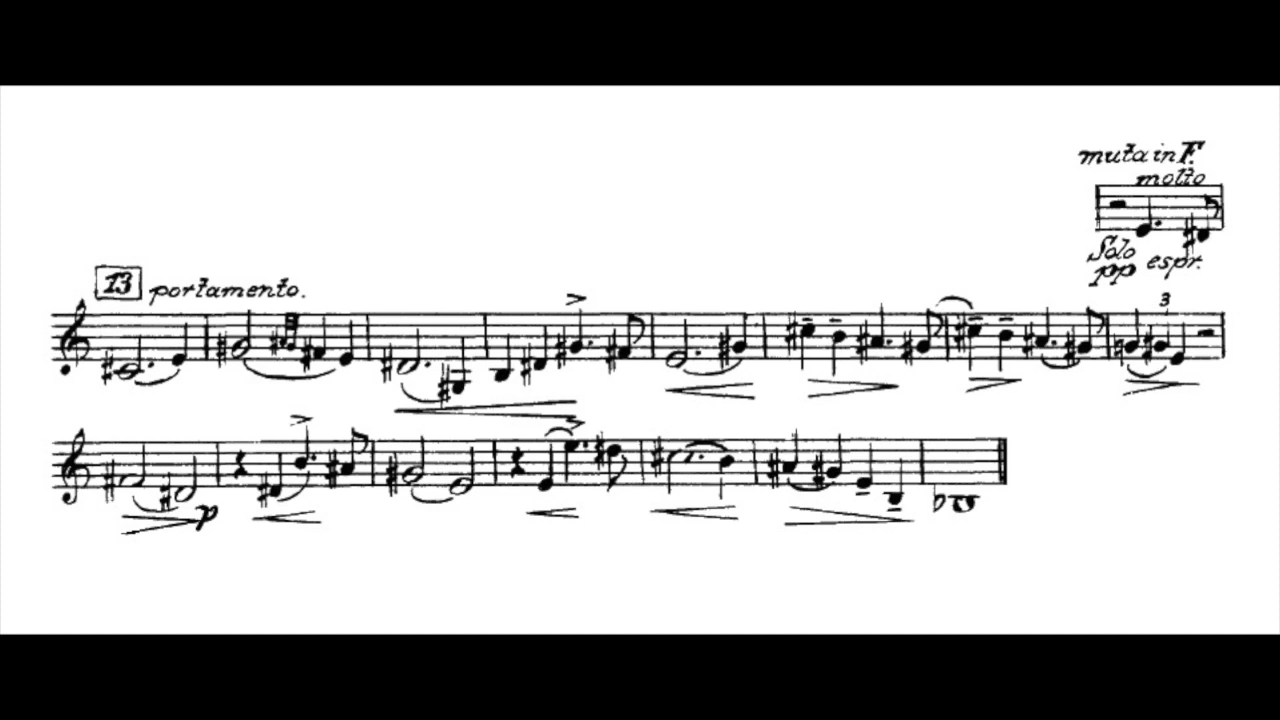 muta in F.
molto
Solo
pp espr.
13 portamento.
3
p